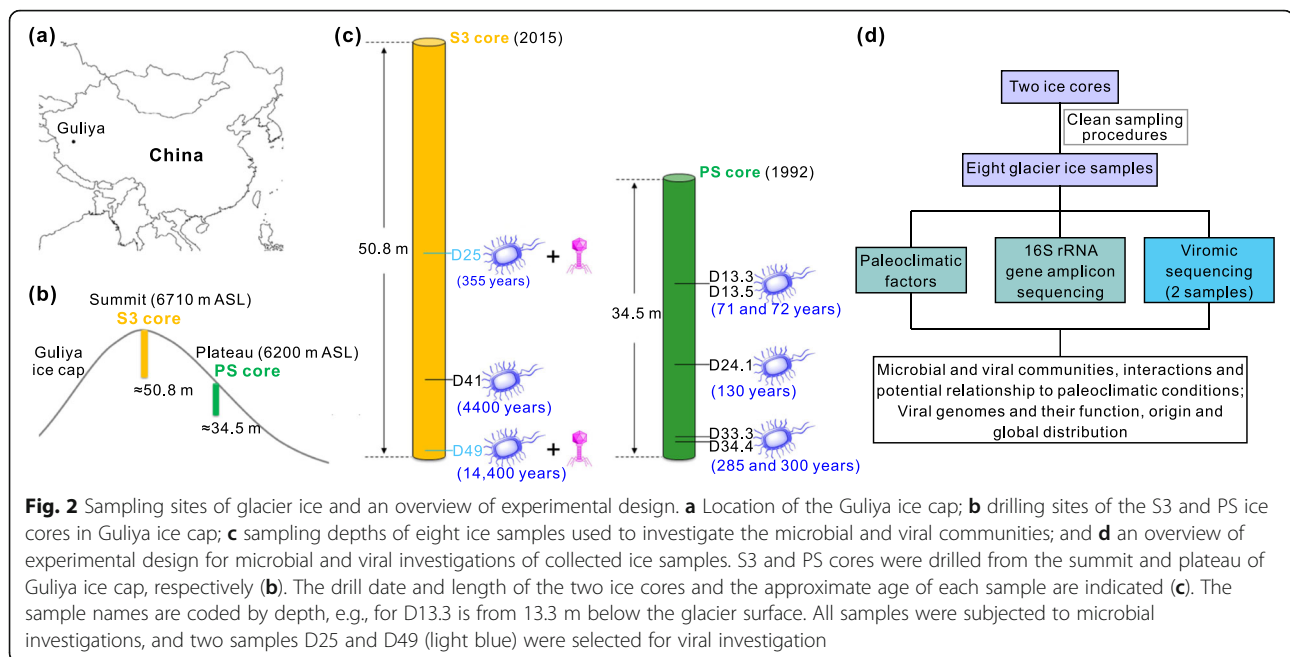 (a)
Guliya
China
(b)
Summit (6710 m ASL)
S3 core
Guliya
ice cap
Plateau (6200 m ASL)
PS core
≈50.8 m
≈34.5 m
(c)
S3 core (2015)
50.8 m
D25
+
(355 years)
D41
(4400 years)
D49
+
(14,400 years)
PS core (1992)
34.5 m
D13.3
D13.5
(71 and 72 years)
D24.1
(130 years)
D33.3
D34.4
(285 and 300 years)
(d)
Two ice cores
Clean sampling
procedures
Eight glacier ice samples
Paleoclimatic
factors
16S rRNA
gene amplicon
sequencing
Viromic
sequencing
(2 samples)
Microbial and viral communities, interactions and
potential relationship to paleoclimatic conditions;
Viral genomes and their function, origin and
global distribution
Fig. 2 Sampling sites of glacier ice and an overview of experimental design. a Location of the Guliya ice cap; b drilling sites of the S3 and PS ice
cores in Guliya ice cap; c sampling depths of eight ice samples used to investigate the microbial and viral communities; and d an overview of
experimental design for microbial and viral investigations of collected ice samples. S3 and PS cores were drilled from the summit and plateau of
Guliya ice cap, respectively (b). The drill date and length of the two ice cores and the approximate age of each sample are indicated (c). The
sample names are coded by depth, e.g., for D13.3 is from 13.3 m below the glacier surface. All samples were subjected to microbial
investigations, and two samples D25 and D49 (light blue) were selected for viral investigation